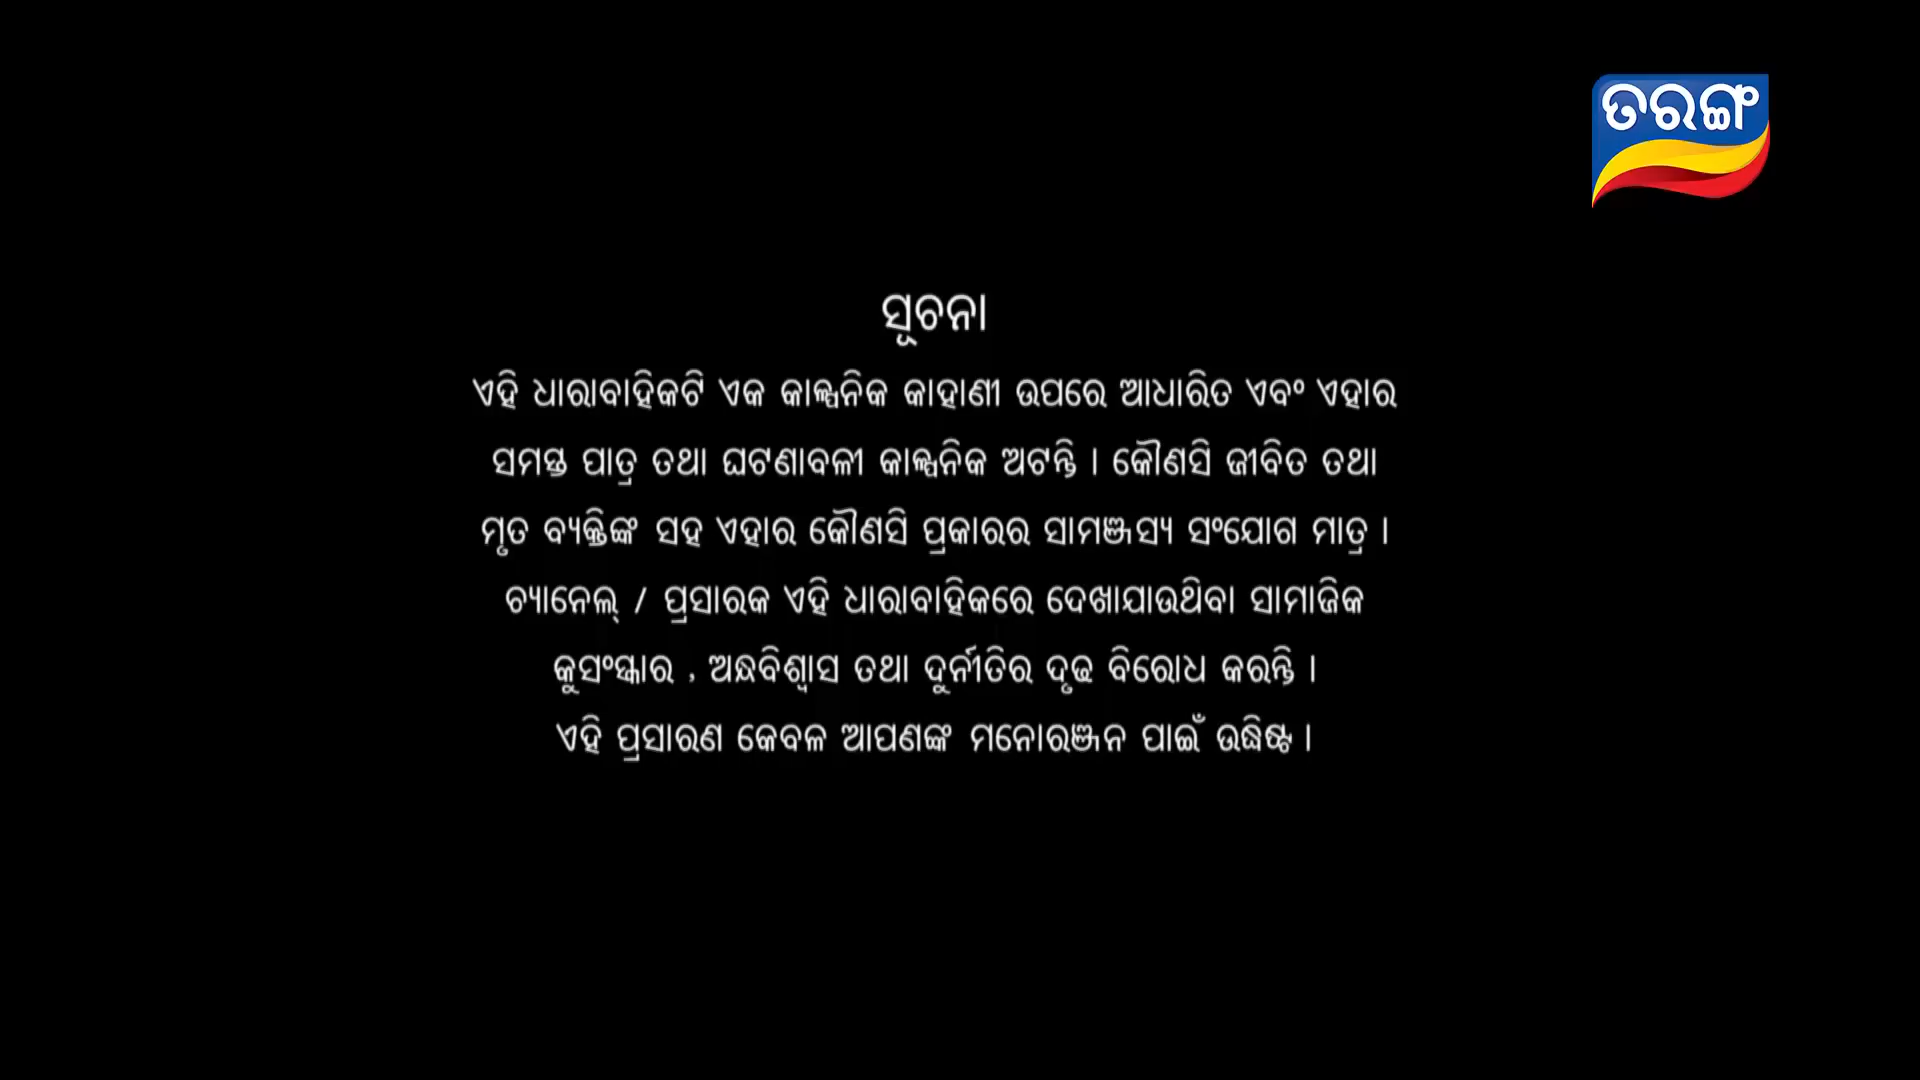 ତରଙ୍ଗ
ସୂଚନା
ଏହି ଧାରାବାହିକଟି ଏକ କାଳ୍ପନିକ କାହାଣୀ ଉପରେ ଆଧାରିତ ଏବଂ ଏହାର
ସମସ୍ତ ପାତ୍ର ତଥା ଘଟଣାବଳୀ କାଳ୍ପନିକ ଅଟନ୍ତି । କୌଣସି ଜୀବିତ ତଥା
ମୃତ ବ୍ୟକ୍ତିଙ୍କ ସହ ଏହାର କୌଣସି ପ୍ରକାରର ସାମଞ୍ଜସ୍ୟ ସଂଯୋଗ ମାତ୍ର ।
ଚ୍ୟାନେଲ୍ / ପ୍ରସାରକ ଏହି ଧାରାବାହିକରେ ଦେଖାଯାଉଥିବା ସାମାଜିକ
କୁସଂସ୍କାର , ଅନ୍ଧବିଶ୍ୱାସ ତଥା ଦୁର୍ନୀତିର ଦୃଢ ବିରୋଧ କରନ୍ତି ।
ଏହି ପ୍ରସାରଣ କେବଳ ଆପଣଙ୍କ ମନୋରଞ୍ଜନ ପାଇଁ ଉଦ୍ଧିଷ୍ଟ ।